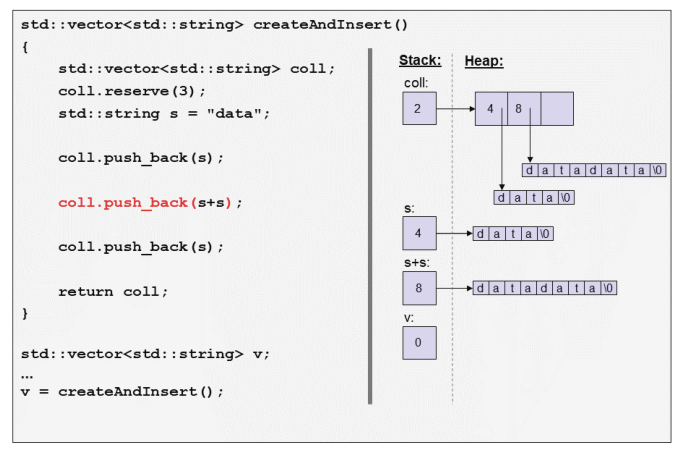 std::vector<std::string> createAndInsert()
{
std::vector<std::string> coll;
coll.reserve(3);
std::string s = "data";
coll.push_back(s);
coll.push_back(s+s);
coll.push_back(s);
return coll;
}
std::vector<std::string> v;
...
v = createAndInsert();
Stack: Heap:
coll:
2 4 8
d a t a d a t a \0
d a t a \0
s:
4 d a t a \0
s+s:
8 d a t a d a t a \0
v:
0